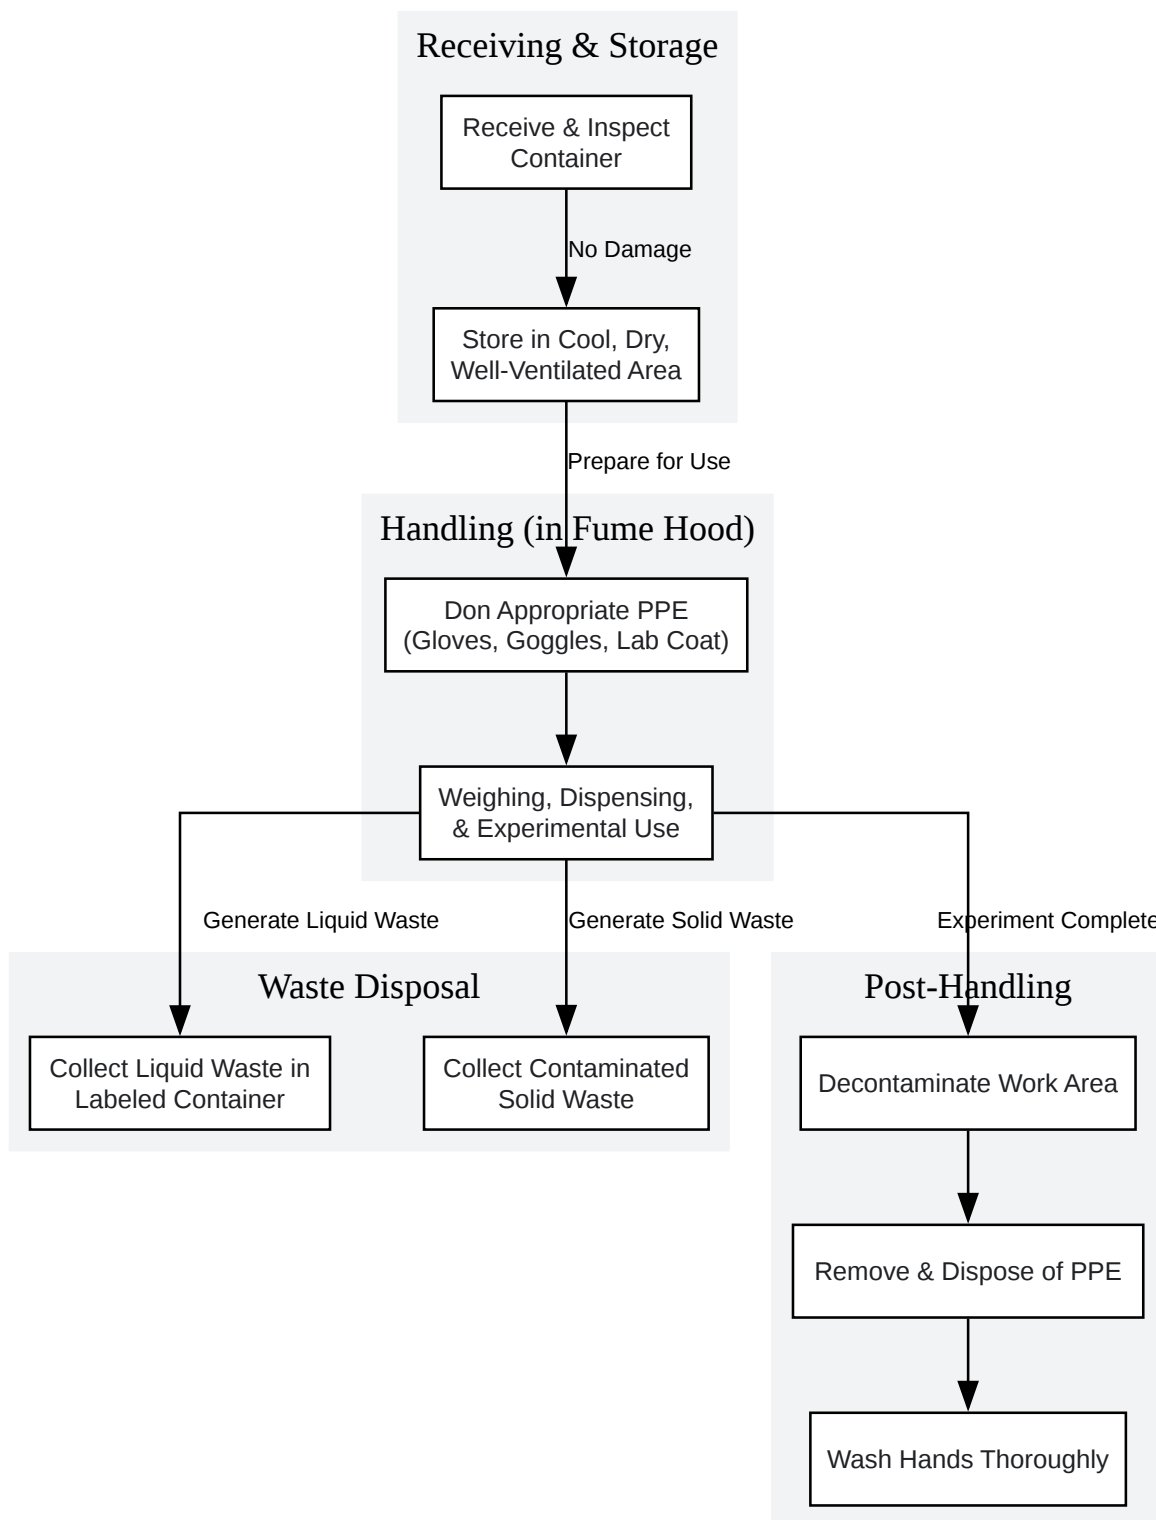 Receiving & Storage
Receive & Inspect
Container
No Damage
Store in Cool, Dry,
Well-Ventilated Area
Prepare for Use
Handling (in Fume Hood)
Don Appropriate PPE
(Gloves, Goggles, Lab Coat)
Weighing, Dispensing,
& Experimental Use
Generate Liquid Waste
Generate Solid Waste
Experiment Complete
Waste Disposal
Collect Liquid Waste in
Labeled Container
Collect Contaminated
Solid Waste
Post-Handling
Decontaminate Work Area
Remove & Dispose of PPE
Wash Hands Thoroughly